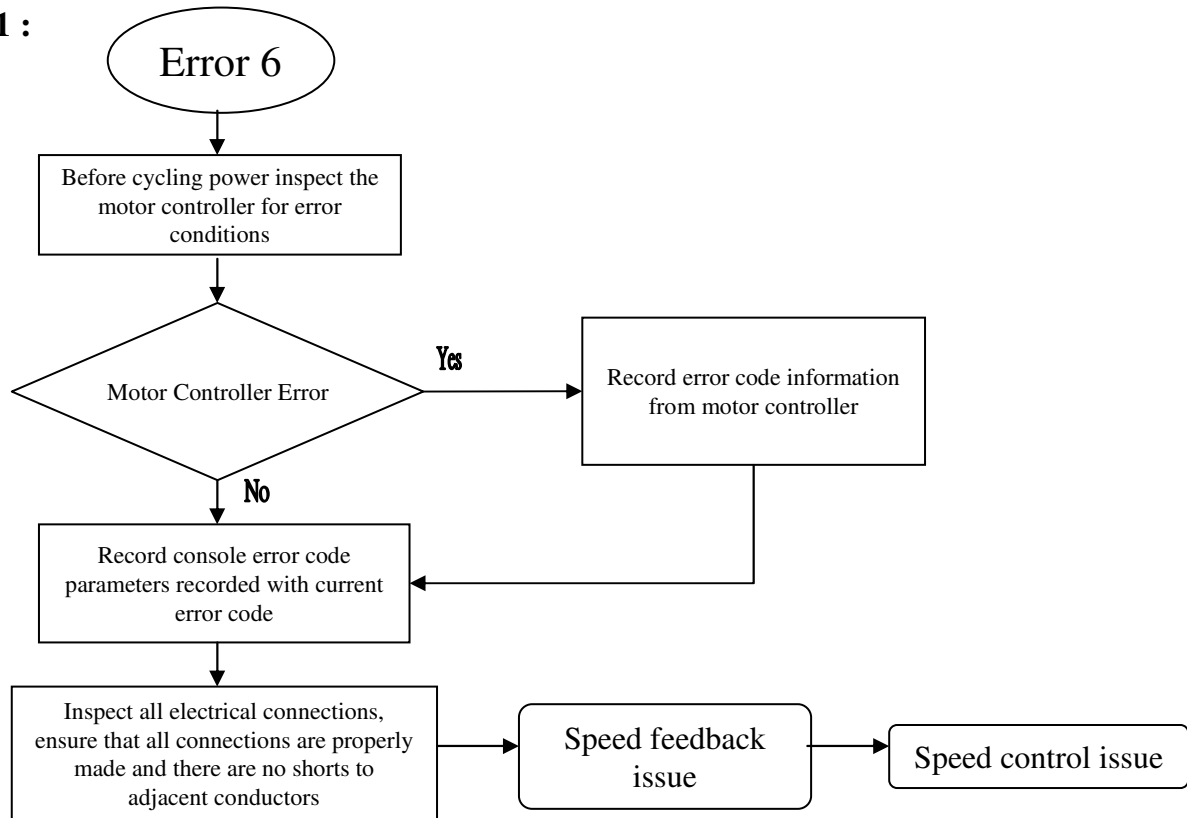 1 :
Error 6
Before cycling power inspect the
motor controller for error
conditions
Motor Controller Error
Yes
Record error code information
from motor controller
No
Record console error code
parameters recorded with current
error code
Inspect all electrical connections,
ensure that all connections are properly
made and there are no shorts to
adjacent conductors
Speed feedback
issue
Speed control issue